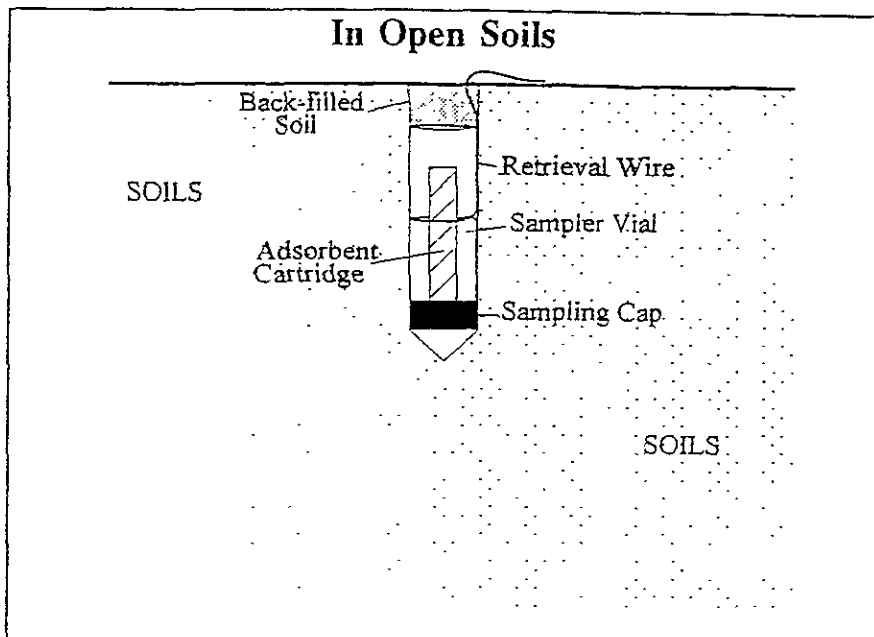 In Open Soils
Back-filled
Soil
Retrieval Wire
SOILS
Sampler Vial
Adsorbent
Cartridge
Sampling Cap
SOILS